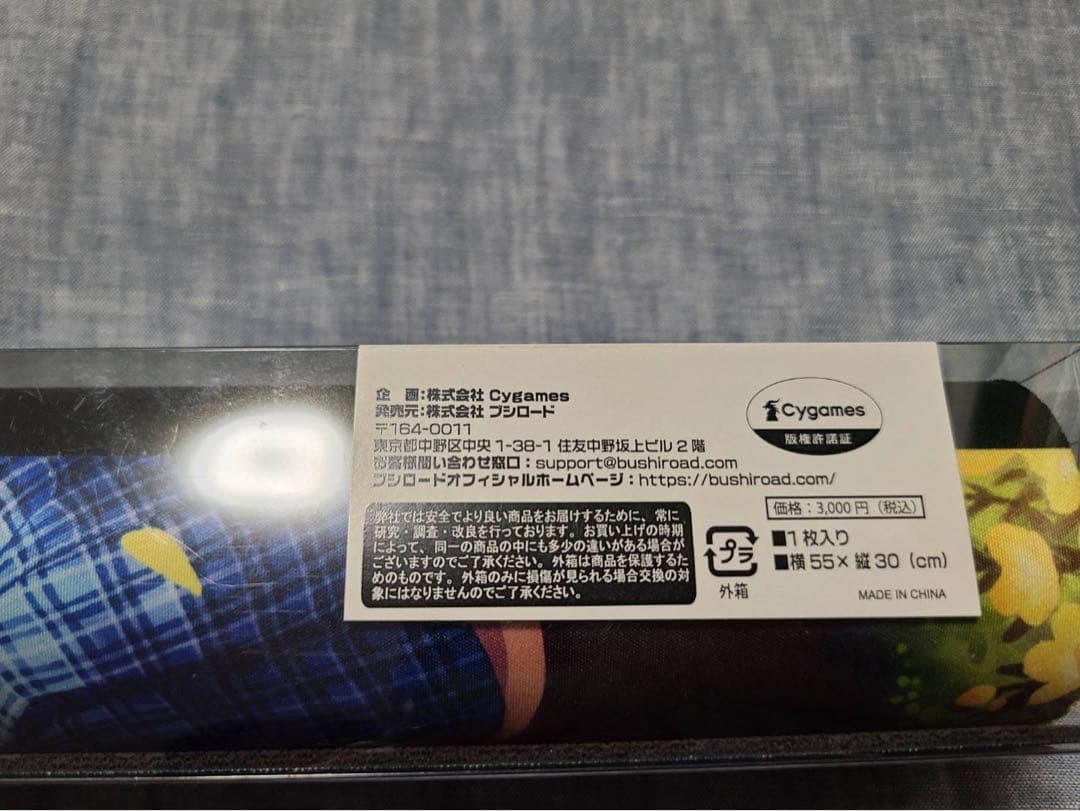 企　画：株式会社 Cygames
発売元：株式会社 ブシロード
〒164-0011
東京都中野区中央 1-38-1 住友中野坂上ビル 2 階
お客様問い合わせ窓口：support@bushiroad.com
ブシロードオフィシャルホームページ：https://bushiroad.com/
弊社では安全でより良い商品をお届けするために、常に
研究・調査・改良を行っております。お買い上げの時期
によって、同一の商品の中にも多少の違いがある場合が
ございますのでご了承ください。外箱は商品を保護するた
めのものです。外箱のみに損傷が見られる場合交換の対
象にはなりませんのでご了承ください。
Cygames
版権許諾証
価格：3,000円（税込）
プラ
外箱
■1枚入り
■横 55× 縦 30 (cm)
MADE IN CHINA